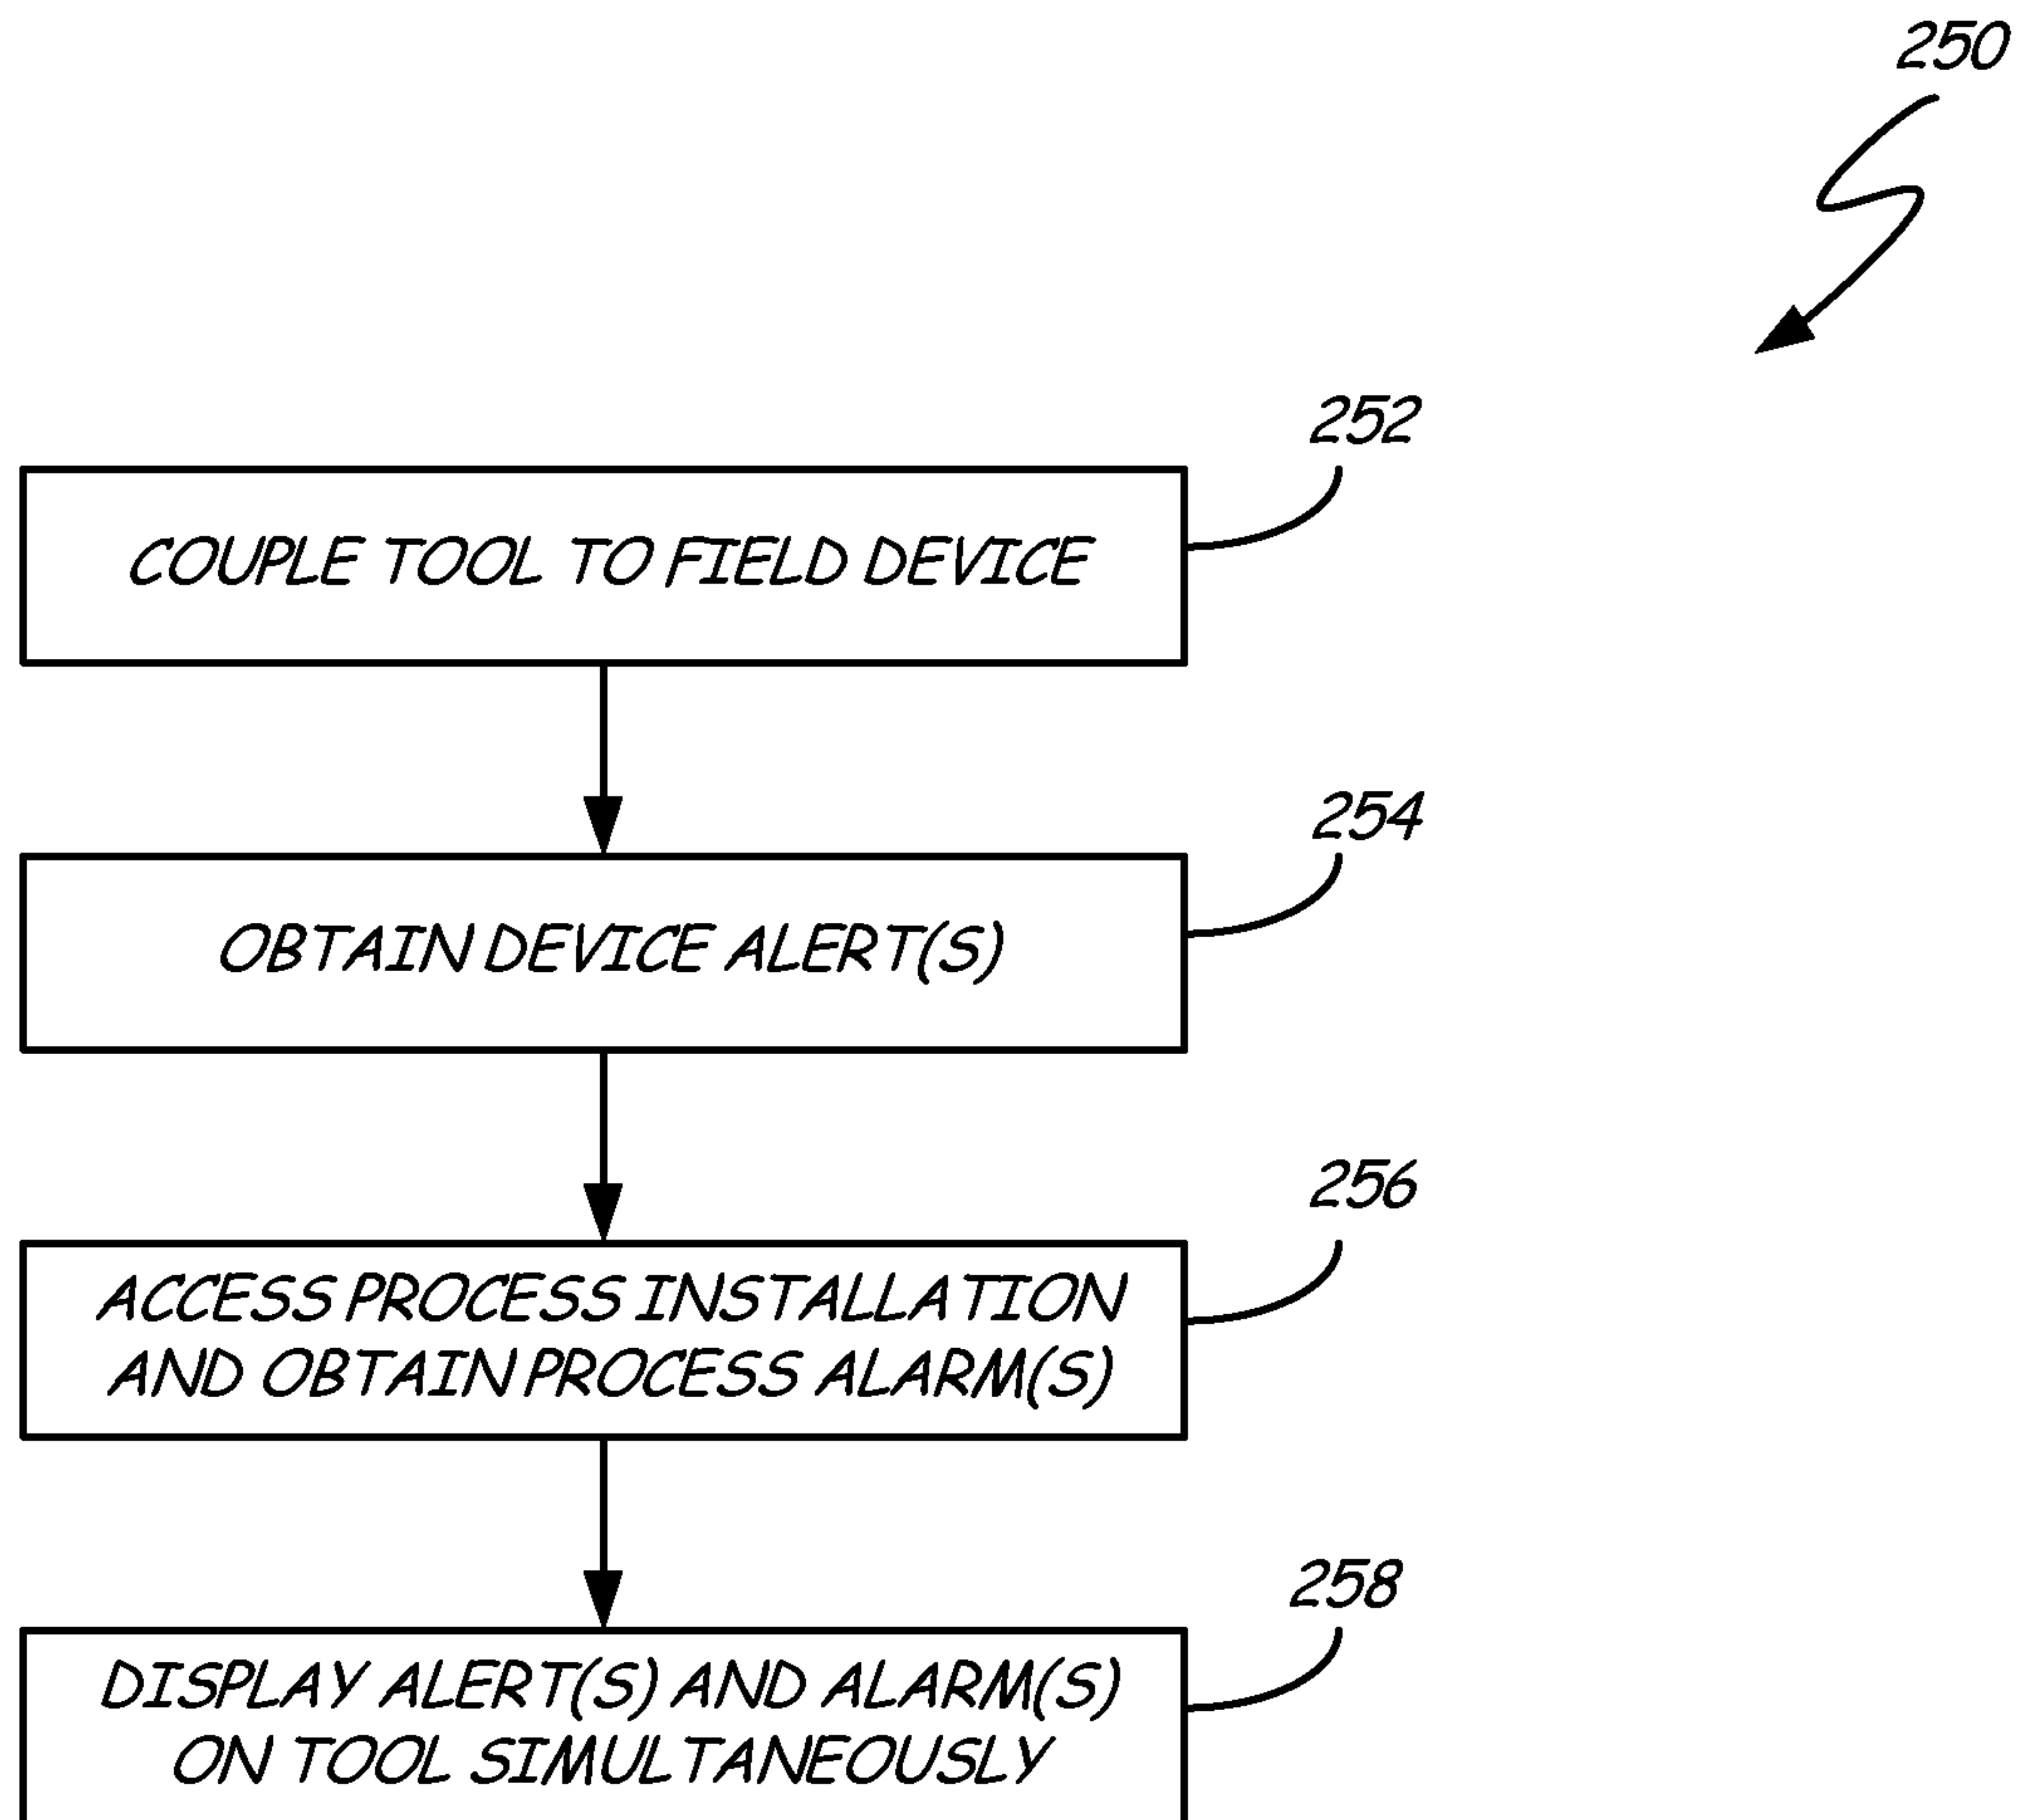 250
252
COUPLE TOOL TO FIELD DEVICE
254
OBTAIN DEVICE ALERT(S)
256
ACCESS PROCESS INSTALLATION
AND OBTAIN PROCESS ALARM(S)
258
DISPLAY ALERT(S) AND ALARM(S)
ON TOOL SIMULTANEOUSLY